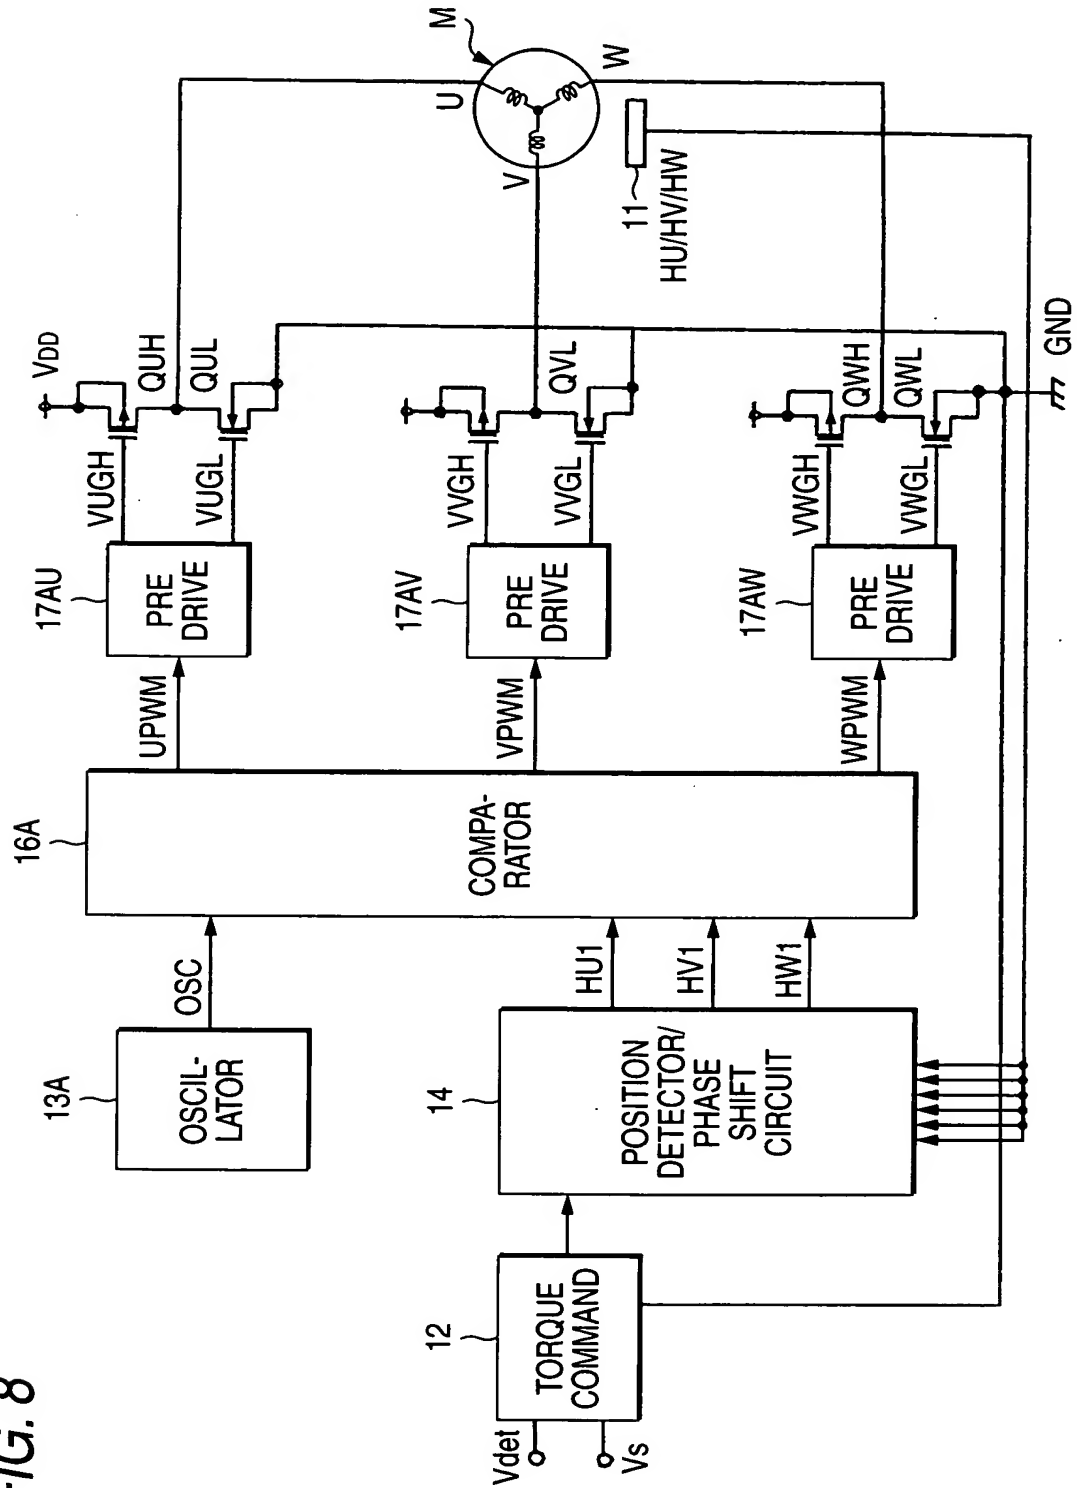 FIG. 8
Vdet
Vs
12
TORQUE
COMMAND
13A
OSCIL-
LATOR
OSC
14
POSITION
DETECTOR/
PHASE
SHIFT
CIRCUIT
HU1
HV1
HW1
16A
COMPA-
RATOR
UPWM
VPWM
WPWM
17AU
PRE
DRIVE
17AV
PRE
DRIVE
17AW
PRE
DRIVE
VUGH
VUGL
VVGH
VVGL
VWGH
VWGL
VDD
QUH
QUL
QVL
QWH
QWL
GND
M
U
V
W
11
HU/HV/HW